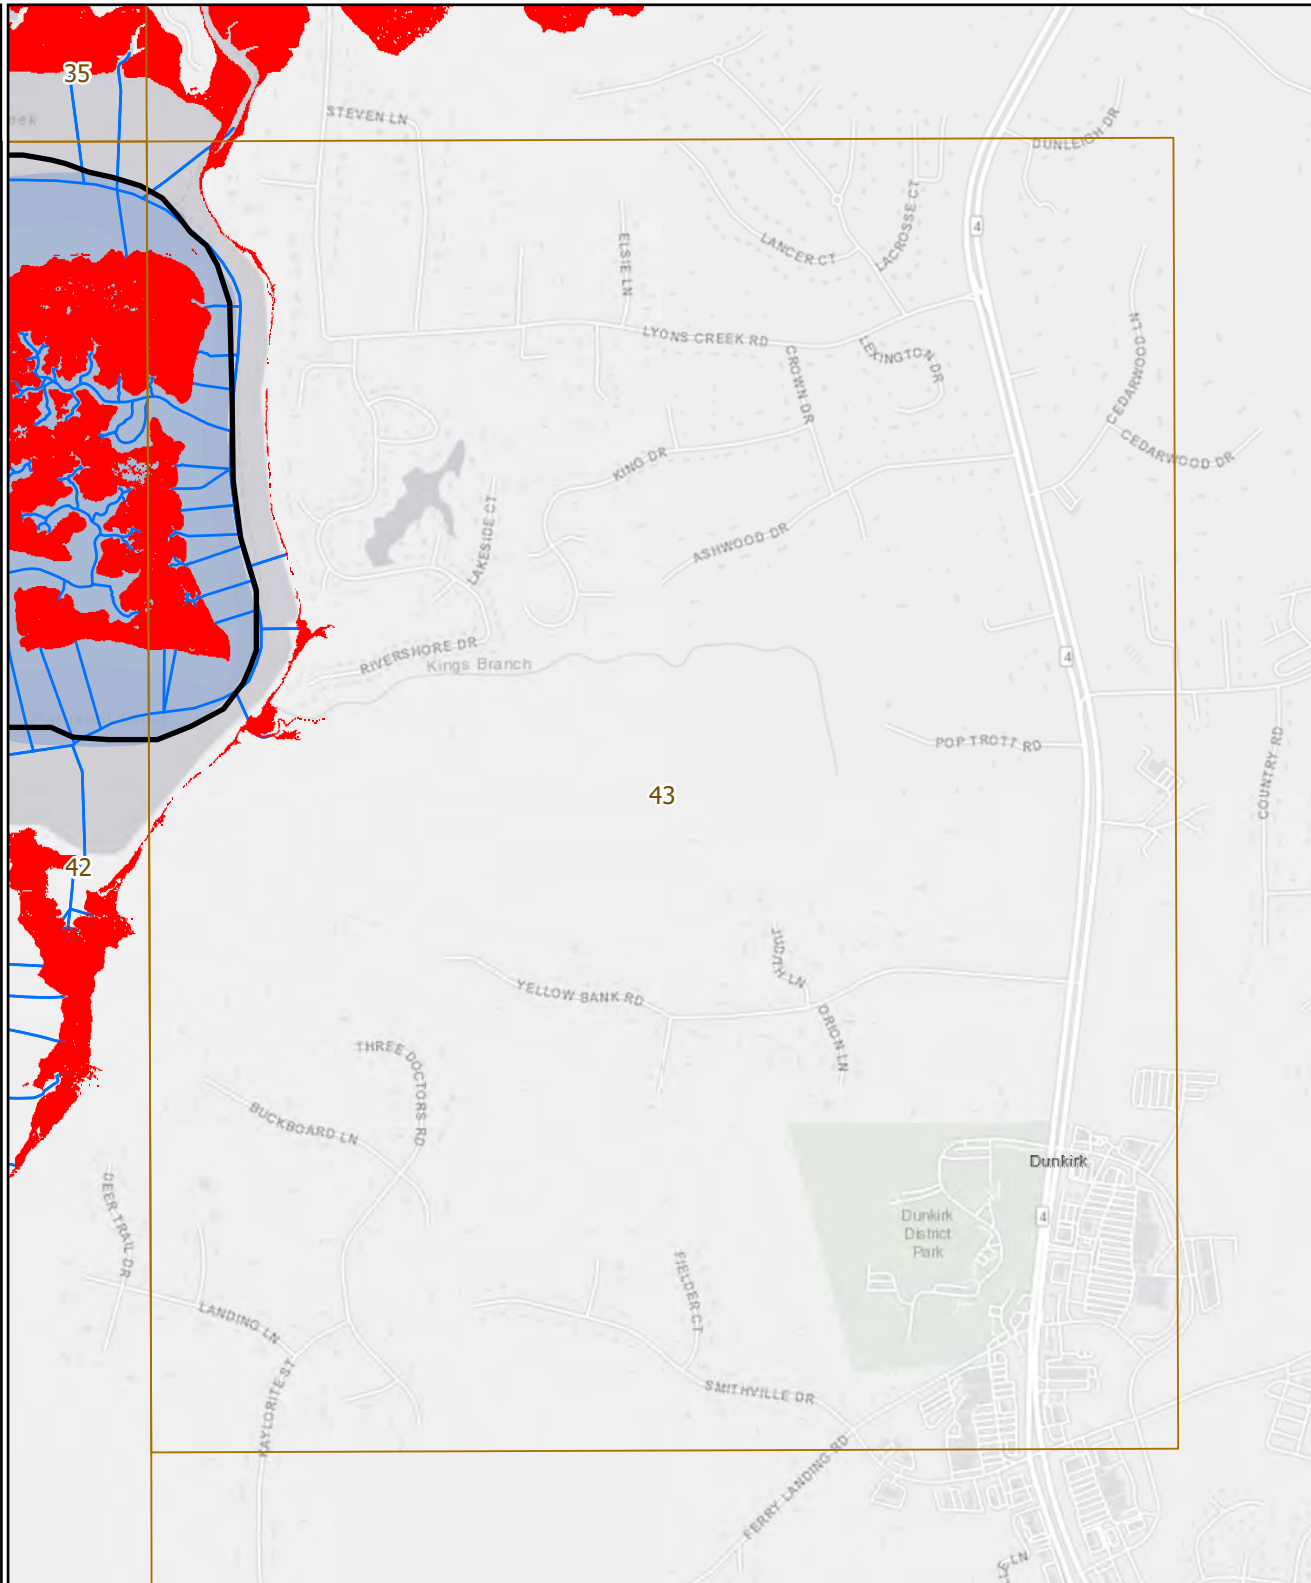 35
eek
STEVEN LN
DUNLEIGH DR
4
LANCER CT
LACROSSE CT
ELSIE LN
LYONS CREEK RD
LEXINGTON DR
CROWN DR
CEDARWOOD LN
CEDARWOOD DR
KING DR
LAKESIDE CT
ASHWOOD DR
RIVERSHORE DR
Kings Branch
4
POP TROTT RD
COUNTRY RD
43
42
JUDITH LN
YELLOW BANK RD
ORION LN
THREE DOCTORS RD
BUCKBOARD LN
Dunkirk
DEER TRAIL DR
Dunkirk
District
Park
4
FIELDER CT
LANDING LN
KAYLORITE ST
SMITHVILLE DR
FERRY LANDING RD
LN